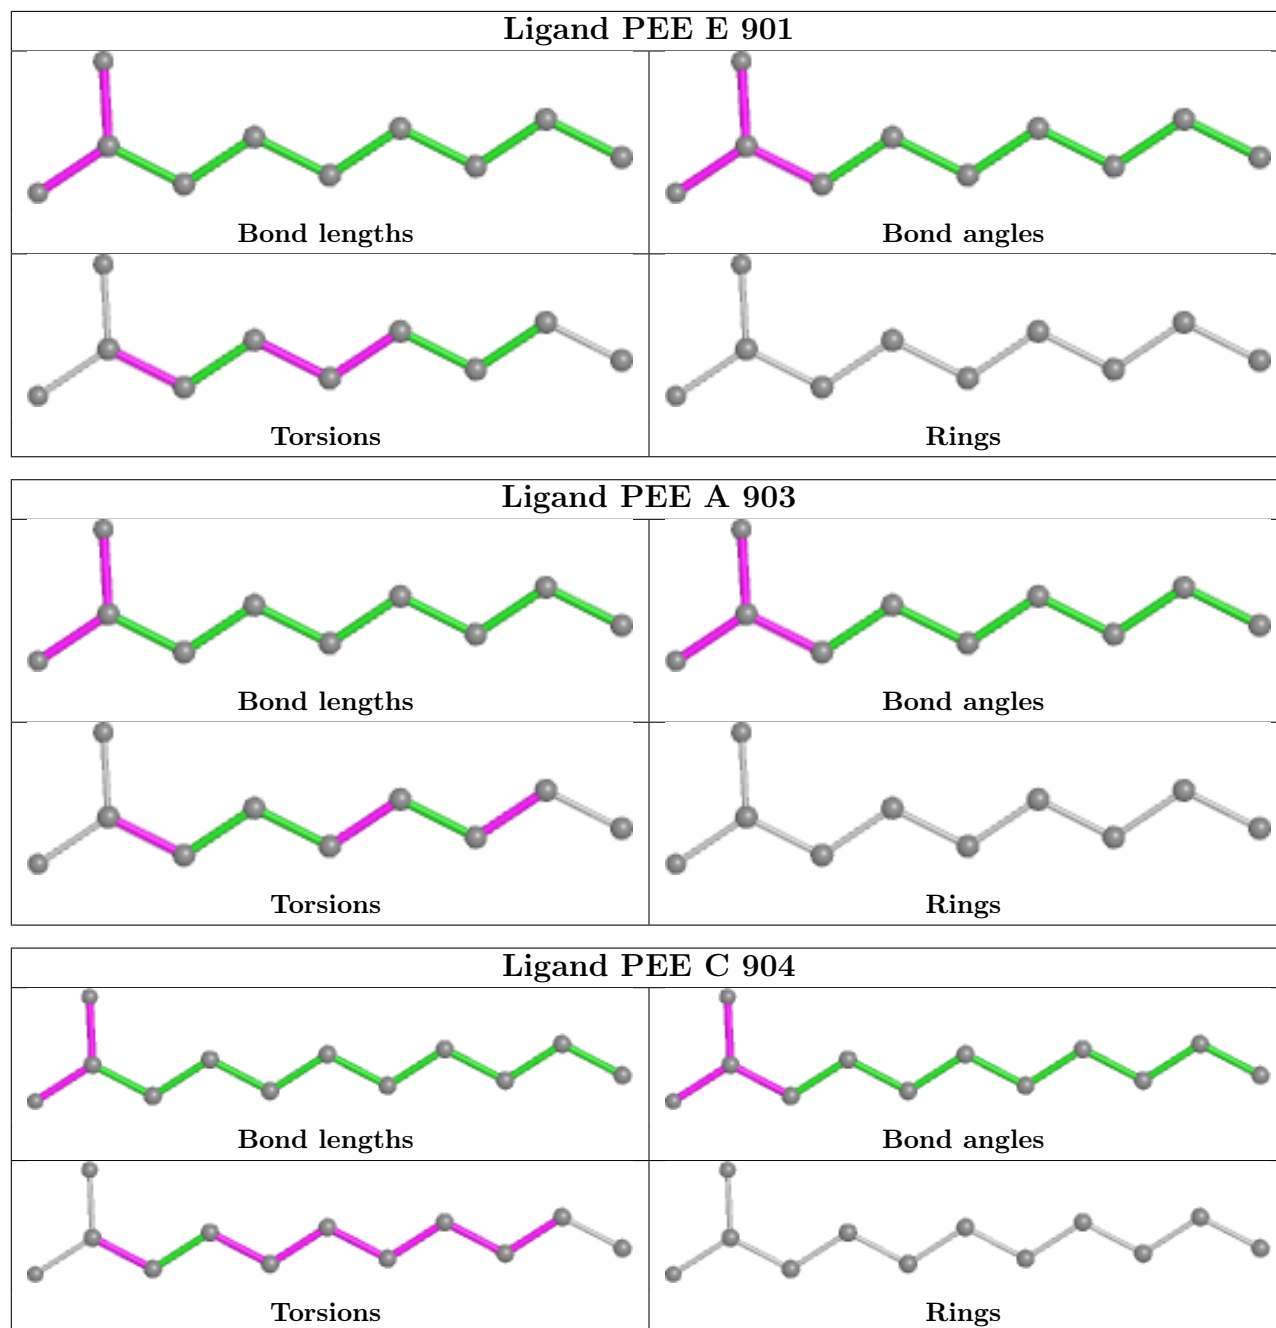 Ligand PEE E 901
Bond lengths
Bond angles
Torsions
Rings
Ligand PEE A 903
Bond lengths
Bond angles
Torsions
Rings
Ligand PEE C 904
Bond lengths
Bond angles
Torsions
Rings